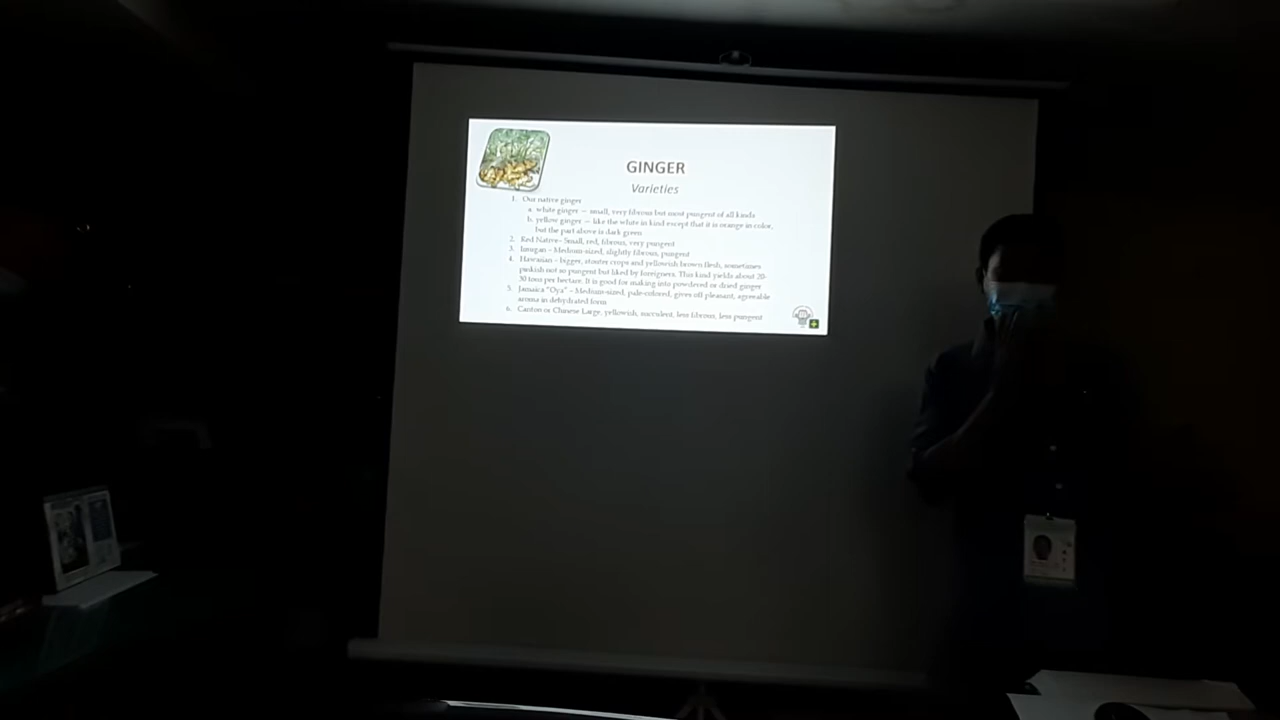 GINGER
Varieties
1. Our native ginger
a. white ginger – small, very fibrous but most pungent of all kinds
b. yellow ginger – like the white in kind except that it is orange in color,
but the part above is dark green
2. Red Native- Small, red, fibrous, very pungent
3. - Medium-sized, slightly fibrous, pungent
4. Hawaiian - bigger, stouter crops and yellowish brown flesh, sometimes
pinkish not so pungent but liked by foreigners. This kind yields about 20-
30 tons per hectare. It is good for making into powdered or dried ginger
5. Jamaica "Oya" - Medium-sized, pale-colored, gives off pleasant, agreeable
aroma in dehydrated form
6. Canton or Chinese Large, yellowish, succulent, less fibrous, less pungent